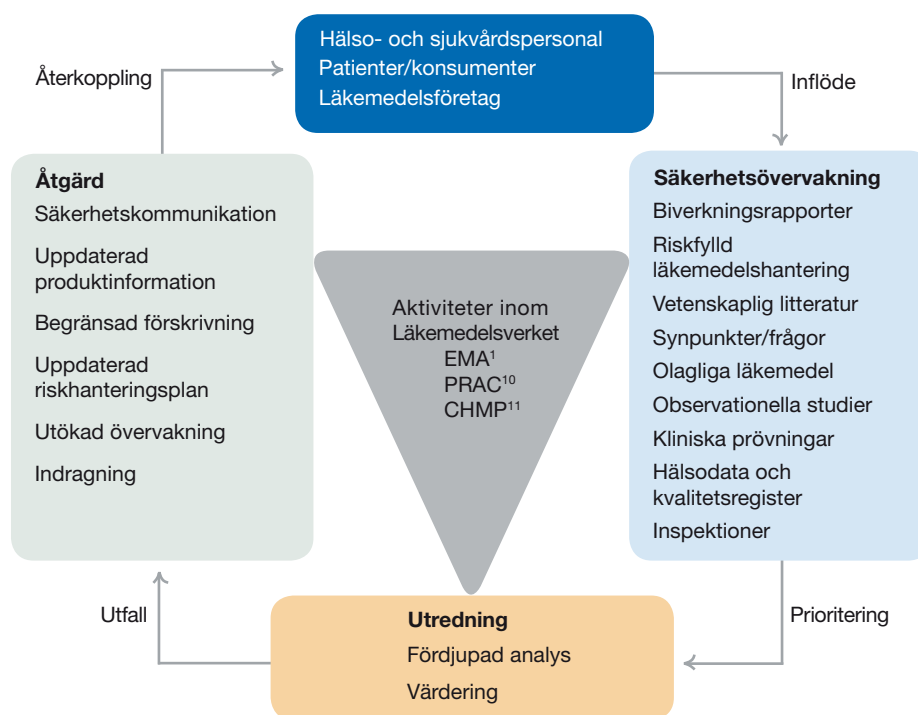 Hälso- och sjukvårdspersonal
Patienter/konsumenter
Läkemedelsföretag
Återkoppling
Inflöde
Åtgärd
Säkerhetskommunikation
Uppdaterad
produktinformation
Begränsad förskrivning
Uppdaterad
riskhanteringsplan
Utökad övervakning
Indragning
Aktiviteter inom
Läkemedelsverket
EMA¹
PRAC¹⁰
CHMP¹¹
Säkerhetsövervakning
Biverkningsrapporter
Riskfylld
läkemedelshantering
Vetenskaplig litteratur
Synpunkter/frågor
Olagliga läkemedel
Observationella studier
Kliniska prövningar
Hälsodata och
kvalitetsregister
Inspektioner
Utfall
Prioritering
Utredning
Fördjupad analys
Värdering